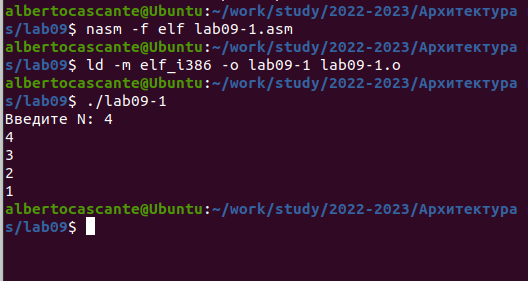 albertocascante@Ubuntu:~/work/study/2022-2023/Архитектура
s/lab09$ nasm -f elf lab09-1.asm
albertocascante@Ubuntu:~/work/study/2022-2023/Архитектура
s/lab09$ ld -m elf_i386 -o lab09-1 lab09-1.o
albertocascante@Ubuntu:~/work/study/2022-2023/Архитектура
s/lab09$ ./lab09-1
Введите N: 4
4
3
2
1
albertocascante@Ubuntu:~/work/study/2022-2023/Архитектура
s/lab09$